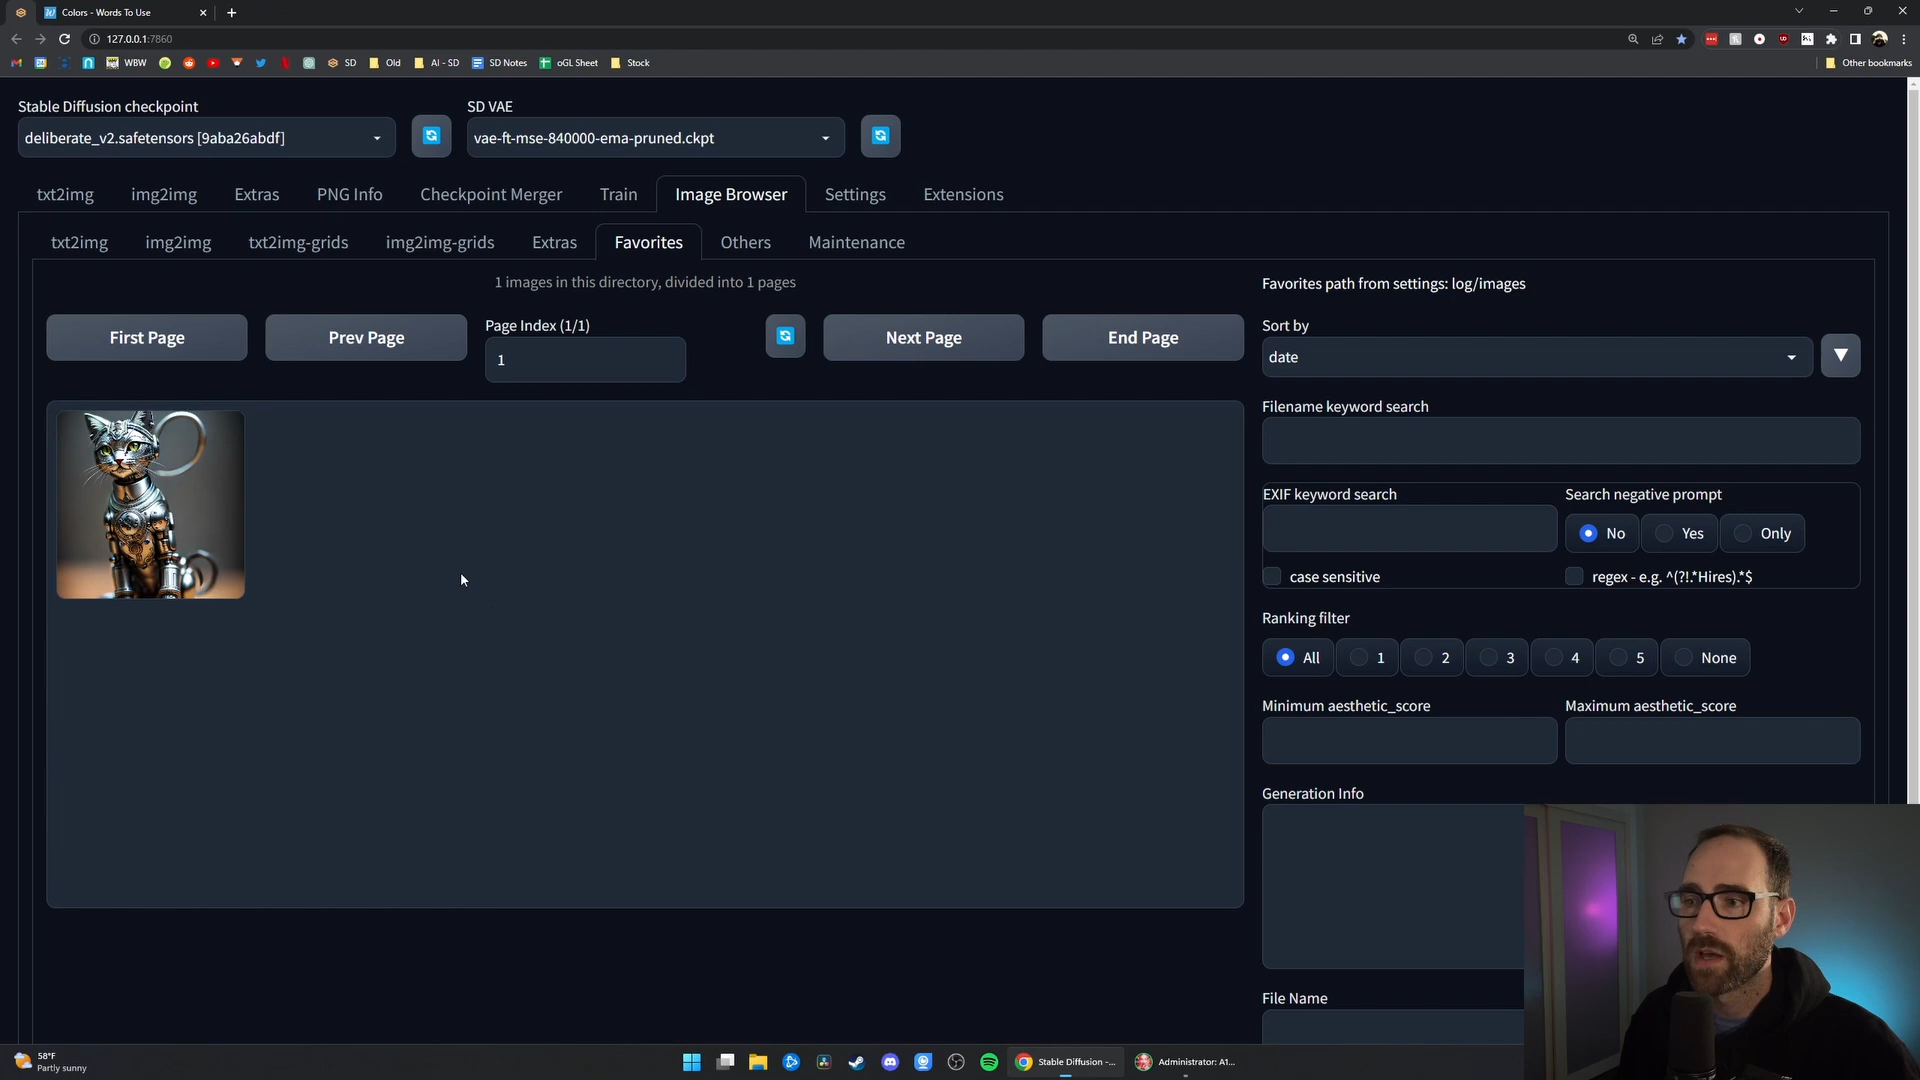 Colors - Words To Use
127.0.0.1:7860
WBW
SD
Old
AI - SD
SD Notes
oGL Sheet
Stock
Other bookmarks
Stable Diffusion checkpoint
SD VAE
deliberate_v2.safetensors [9aba26abdf]
vae-ft-mse-840000-ema-pruned.ckpt
txt2img
img2img
Extras
PNG Info
Checkpoint Merger
Train
Image Browser
Settings
Extensions
txt2img
img2img
txt2img-grids
img2img-grids
Extras
Favorites
Others
Maintenance
1 images in this directory, divided into 1 pages
Favorites path from settings: log/images
First Page
Prev Page
Page Index (1/1)
1
Next Page
End Page
Sort by
date
Filename keyword search
EXIF keyword search
Search negative prompt
No
Yes
Only
case sensitive
regex - e.g. ^(?!.*Hires).*$
Ranking filter
All
1
2
3
4
5
None
Minimum aesthetic_score
Maximum aesthetic_score
Generation Info
File Name
58°F
Partly sunny
Stable Diffusion -...
Administrator: A1...